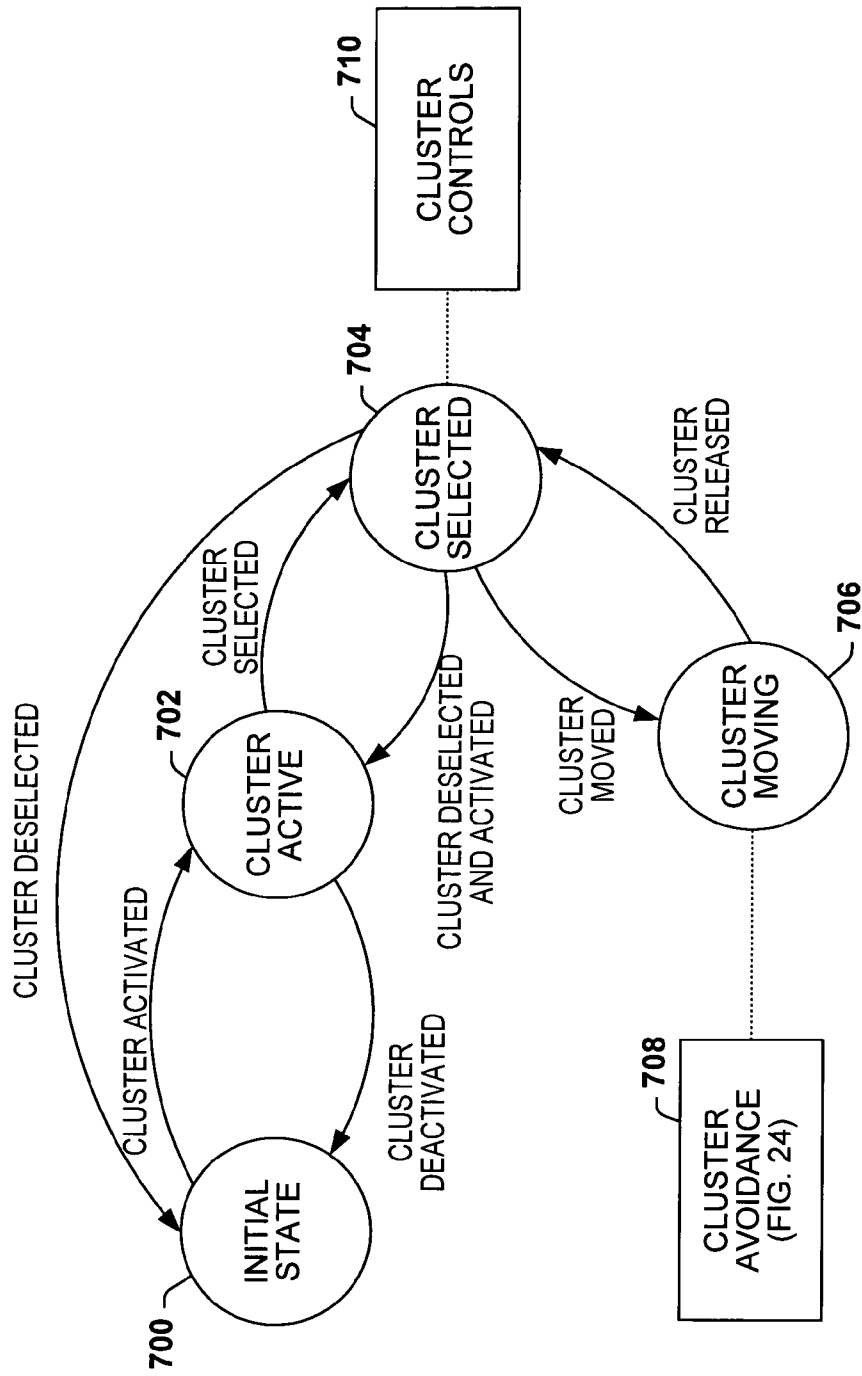 CLUSTER DESELECTED
700
INITIAL
STATE
CLUSTER ACTIVATED
CLUSTER
DEACTIVATED
702
CLUSTER
ACTIVE
CLUSTER
SELECTED
CLUSTER DESELECTED
AND ACTIVATED
704
CLUSTER
SELECTED
710
CLUSTER
CONTROLS
CLUSTER
MOVED
CLUSTER
RELEASED
708
CLUSTER
AVOIDANCE
(FIG. 24)
CLUSTER
MOVING
706